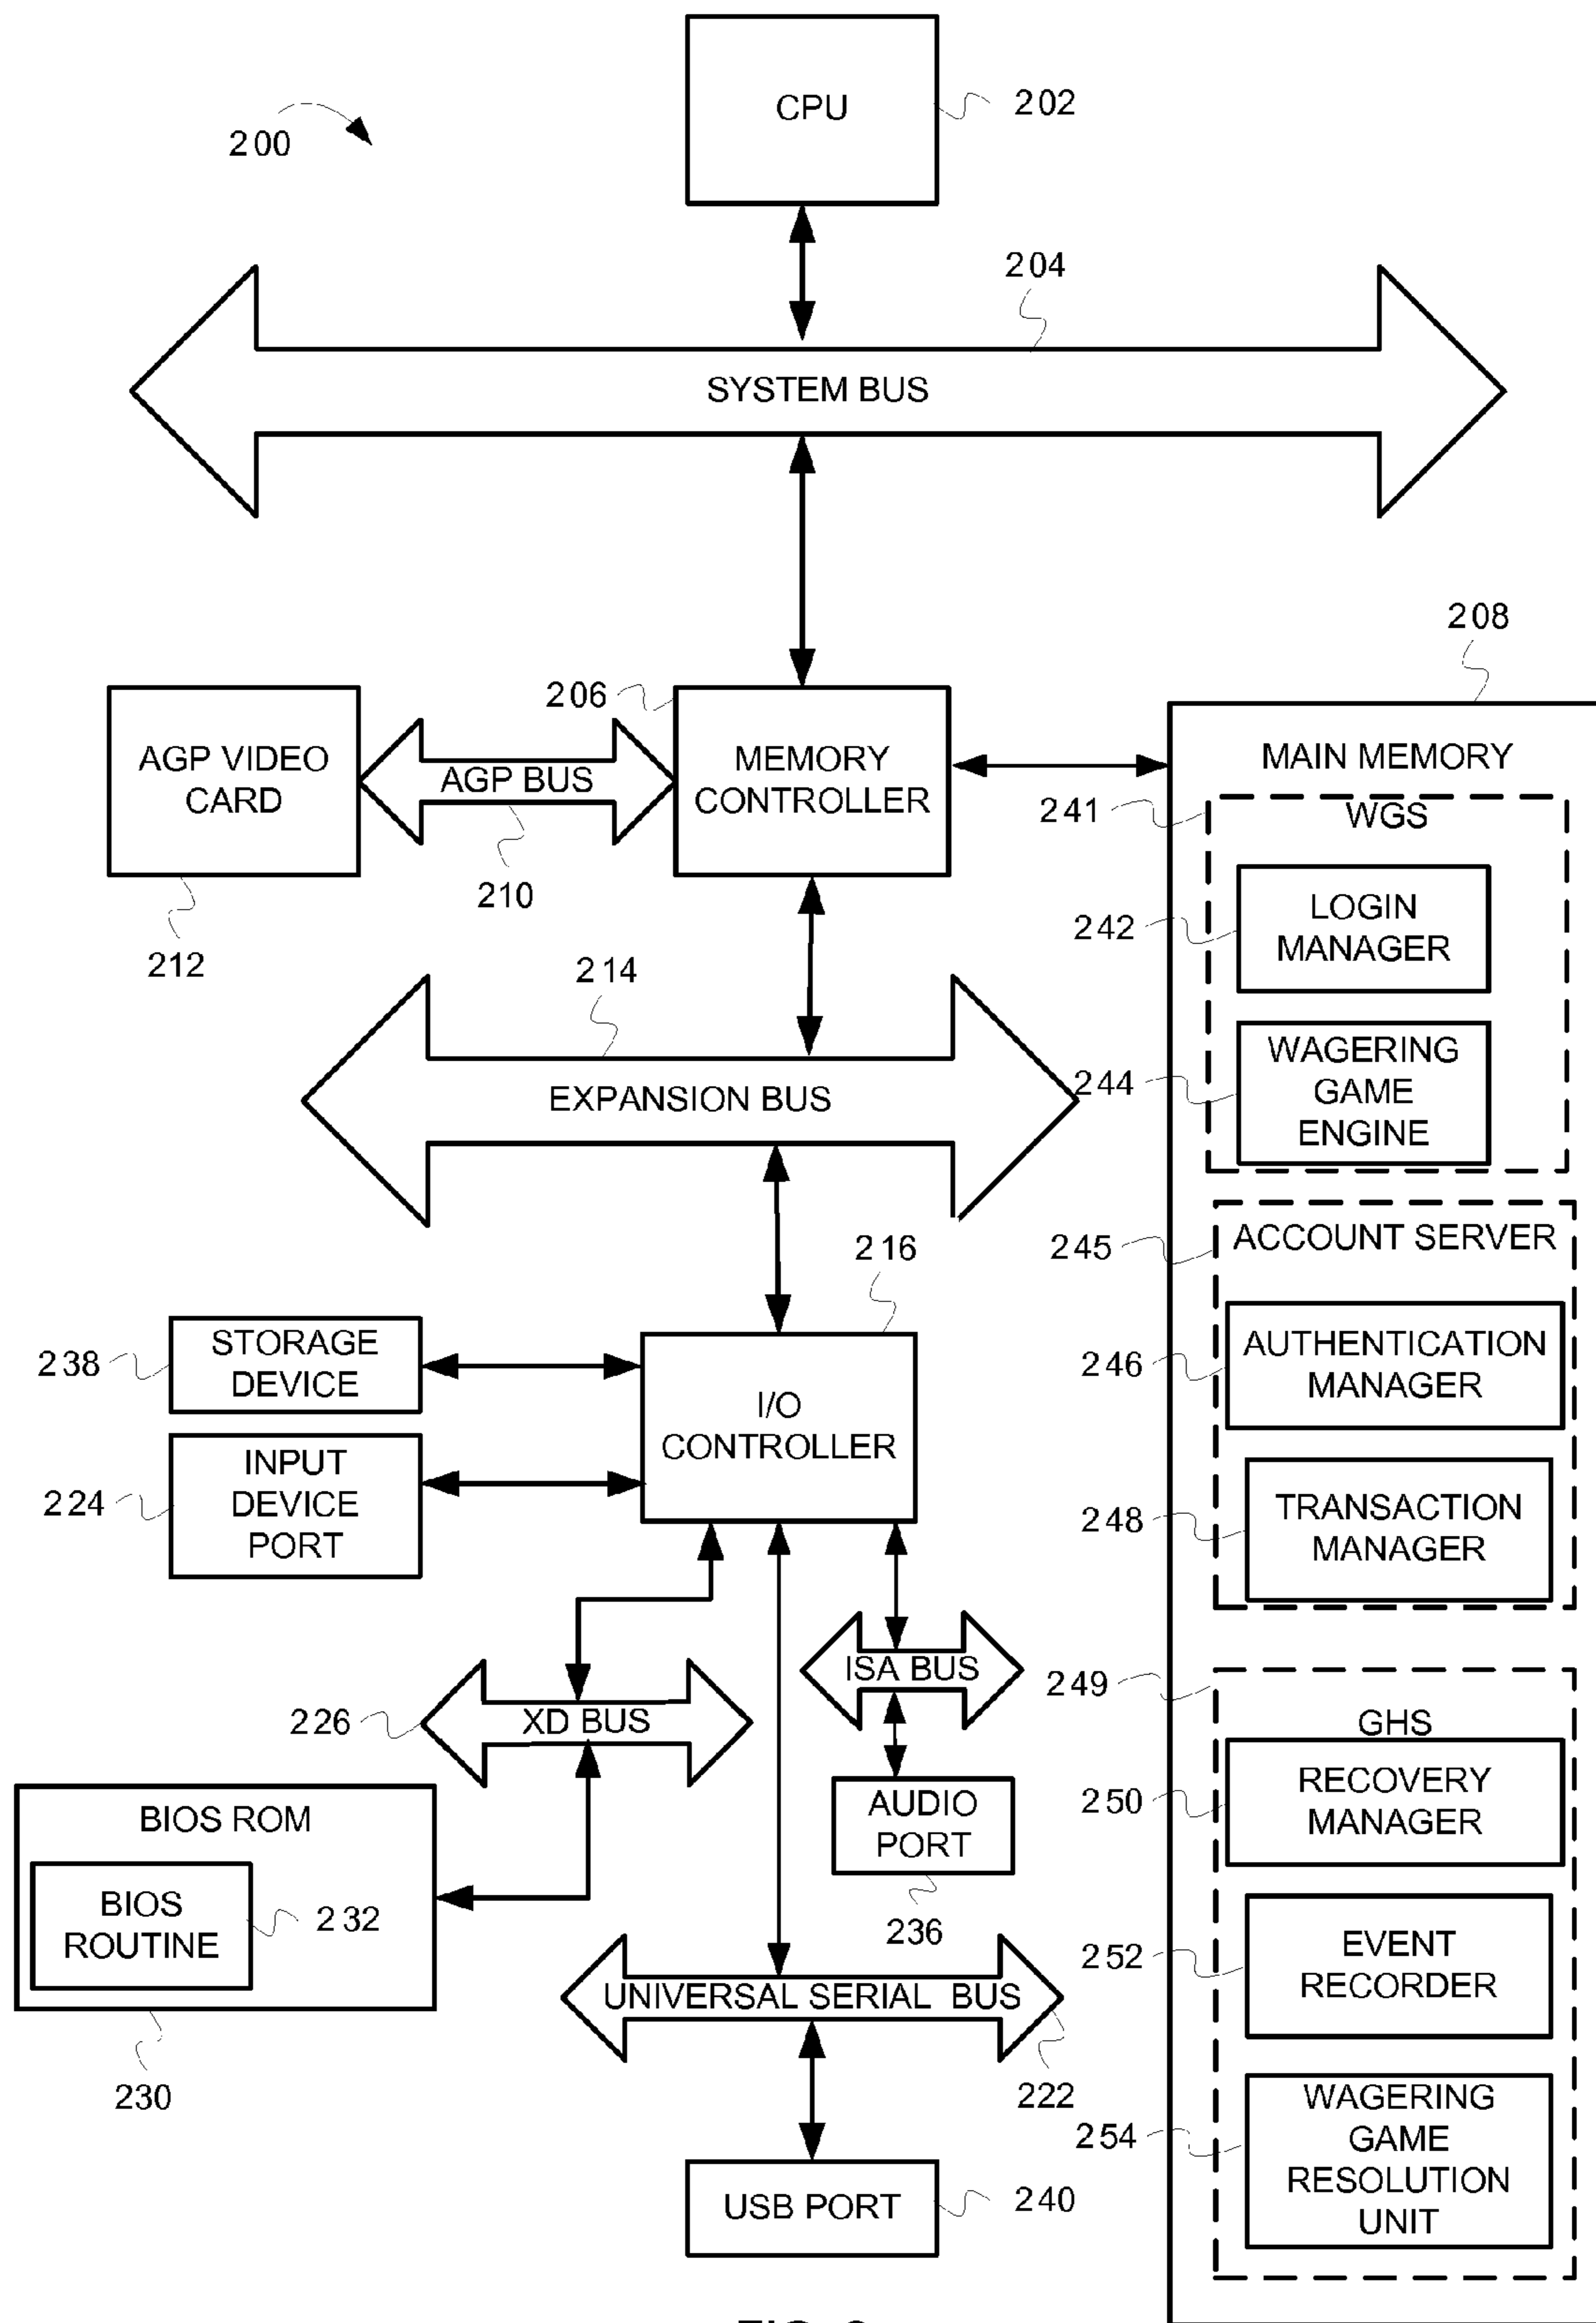 CPU
202
200
204
SYSTEM BUS
208
206
AGP VIDEO
CARD
AGP BUS
MEMORY
CONTROLLER
210
212
MAIN MEMORY
241
WGS
242
LOGIN
MANAGER
244
WAGERING
GAME
ENGINE
214
EXPANSION BUS
245
ACCOUNT SERVER
246
AUTHENTICATION
MANAGER
248
TRANSACTION
MANAGER
216
238
STORAGE
DEVICE
I/O
CONTROLLER
224
INPUT
DEVICE
PORT
ISA BUS
226
XD BUS
249
GHS
250
RECOVERY
MANAGER
252
EVENT
RECORDER
254
WAGERING
GAME
RESOLUTION
UNIT
BIOS ROM
BIOS
ROUTINE
232
230
AUDIO
PORT
236
UNIVERSAL SERIAL BUS
222
USB PORT
240